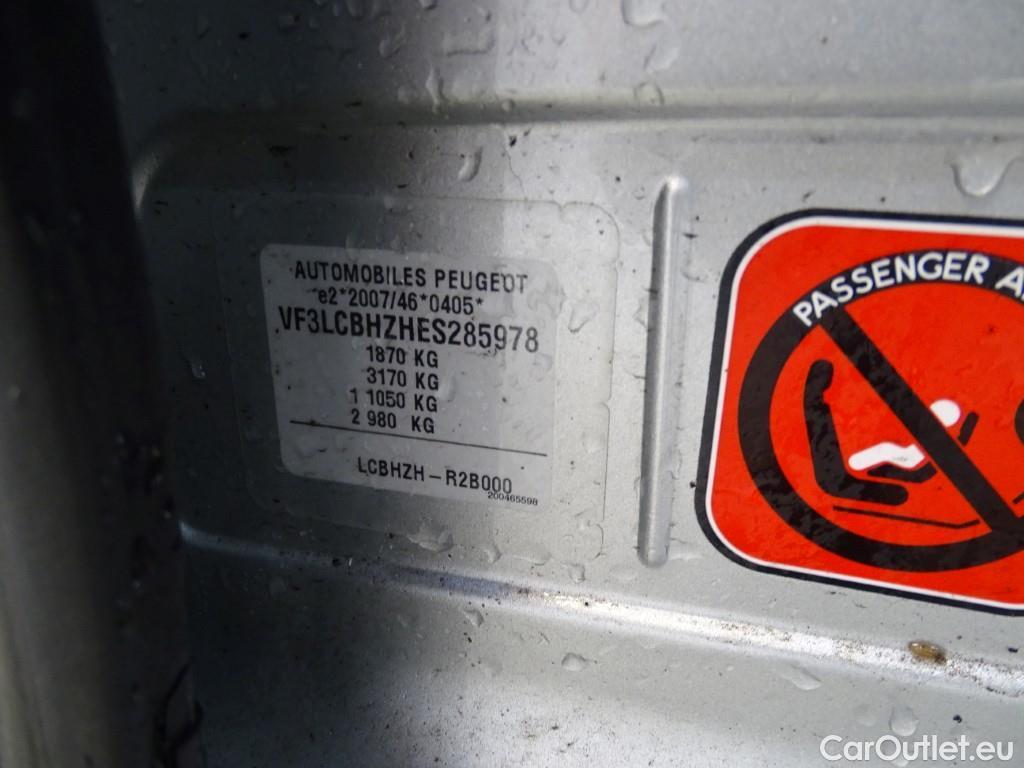 AUTOMOBILES PEUGEOT
e2*2007/46*0405*
VF3LCBHZHES285978
1870 KG
3170 KG
1 1050 KG
2 980 KG
LCBHZH - R2B000
200465598
PASSENGER
CarOutlet.eu